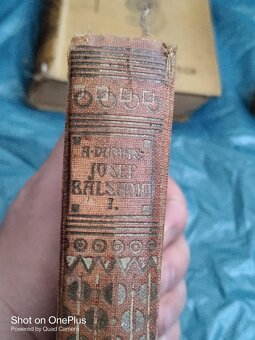 A·DUMAS·
JOSEF
BALSAMO
I.
Shot on OnePlus
Powered by Quad Camera